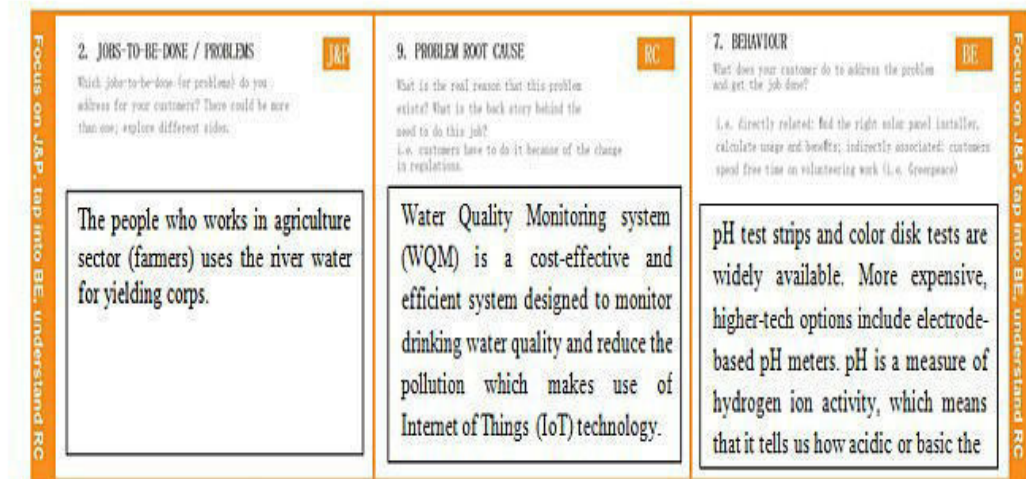 Focus on J&P, tap into BE, understand RC
2. JOBS-TO-BE-DONE / PROBLEMS
J&P
Which jobs-to-be-done (or problems) do you
address for your customers? There could be more
than one; explore different sides.
The people who works in agriculture
sector (farmers) uses the river water
for yielding corps.
9. PROBLEM ROOT CAUSE
RC
What is the real reason that this problem
exists? What is the back story behind the
need to do this job?
i.e. customers have to do it because of the change
in regulations.
Water Quality Monitoring system
(WQM) is a cost-effective and
efficient system designed to monitor
drinking water quality and reduce the
pollution which makes use of
Internet of Things (IoT) technology.
7. BEHAVIOUR
BE
What does your customer do to address the problem
and get the job done?
i.e. directly related: find the right solar panel installer,
calculate usage and benefits; indirectly associated: customers
spend free time on volunteering work (i.e. Greenpeace)
pH test strips and color disk tests are
widely available. More expensive,
higher-tech options include electrode-
based pH meters. pH is a measure of
hydrogen ion activity, which means
that it tells us how acidic or basic the
Focus on J&P, tap into BE, understand RC